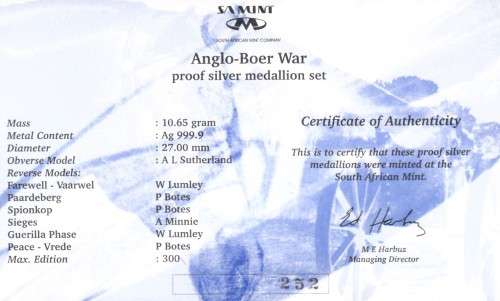 SA MINT
SOUTH AFRICAN MINT COMPANY
Anglo-Boer War
proof silver medallion set
Mass : 10.65 gram
Metal Content : Ag 999.9
Diameter : 27.00 mm
Obverse Model : A L Sutherland
Reverse Models:
Farewell - Vaarwel W Lumley
Paardeberg P Botes
Spionkop P Botes
Sieges A Minnie
Guerilla Phase W Lumley
Peace - Vrede P Botes
Max. Edition : 300
Certificate of Authenticity
This is to certify that these proof silver
medallions were minted at the
South African Mint.
Ed Harbuz
M E Harbuz
Managing Director
252